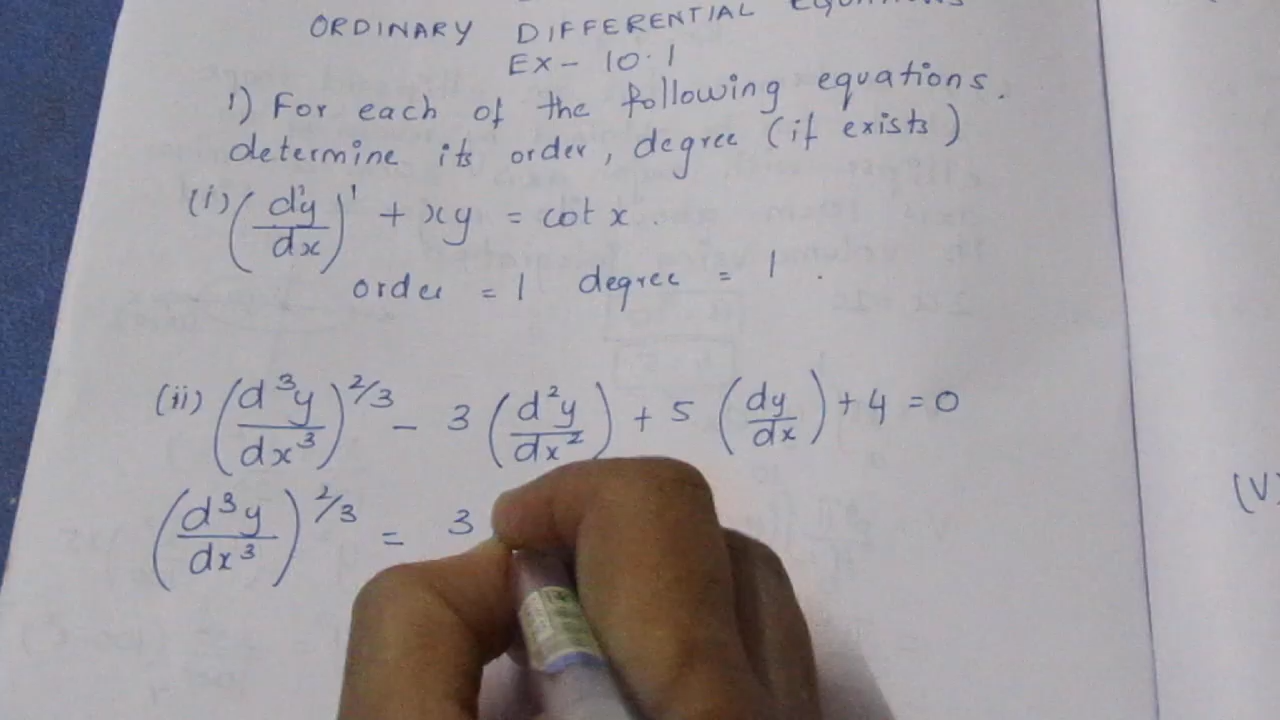 ORDINARY DIFFERENTIAL EQUATIONS
EX - 10.1
1) For each of the following equations.
determine its order, degree (if exists)
(i) (d¹y/dx)¹ + xy = cot x.
order = 1 degree = 1.
(ii) (d³y/dx³)^2/3 - 3 (d²y/dx²) + 5 (dy/dx) + 4 = 0
(d³y/dx³)^2/3 = 3
(V)